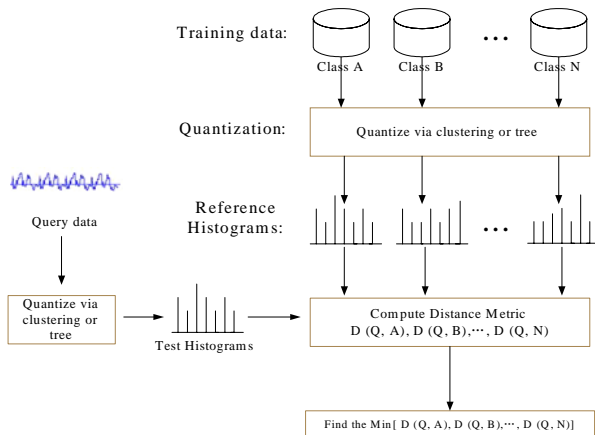 Training data:
Class A
Class B
...
Class N
Quantization:
Quantize via clustering or tree
Query data
Reference
Histograms:
...
Quantize via
clustering or
tree
Test Histograms
Compute Distance Metric
D (Q, A), D (Q, B),..., D (Q, N)
Find the Min[ D (Q, A), D (Q, B),..., D (Q, N)]